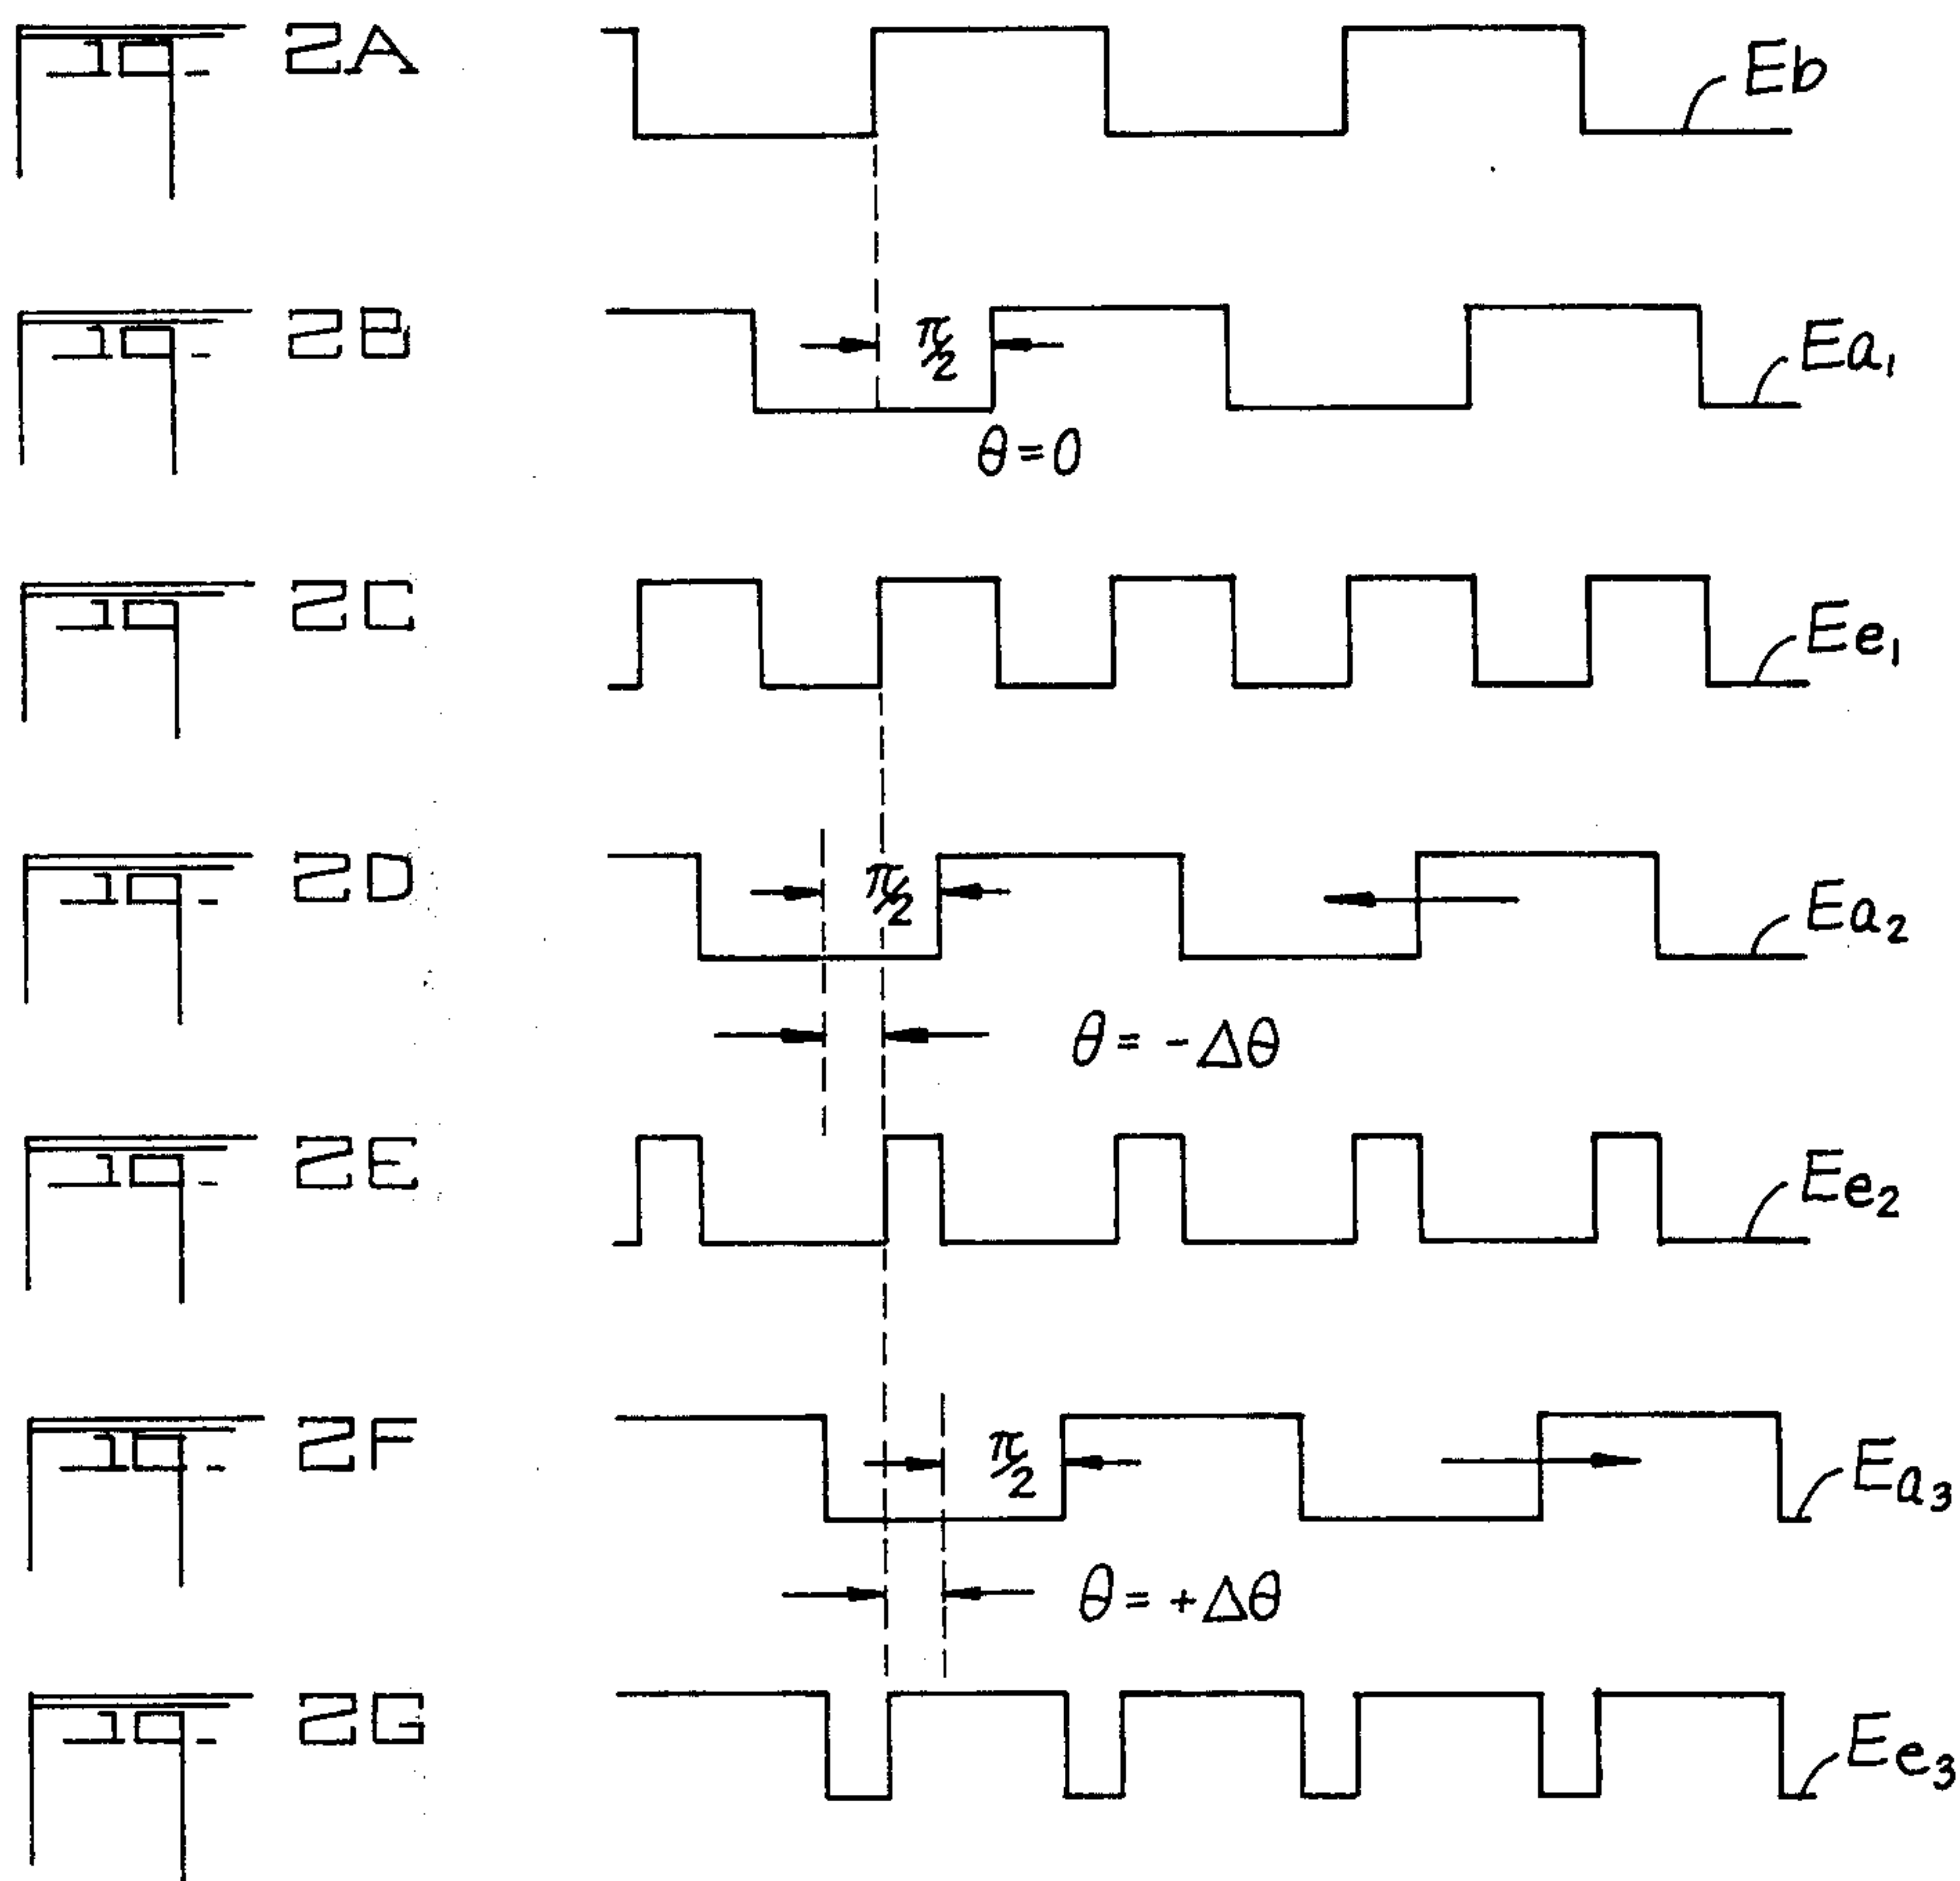 FIG. 2A
Eb
FIG. 2B
π/2
Ea₁
θ=0
FIG. 2C
Ee₁
FIG. 2D
π/2
Ea₂
θ= -Δθ
FIG. 2E
Ee₂
FIG. 2F
π/2
Ea₃
θ= +Δθ
FIG. 2G
Ee₃